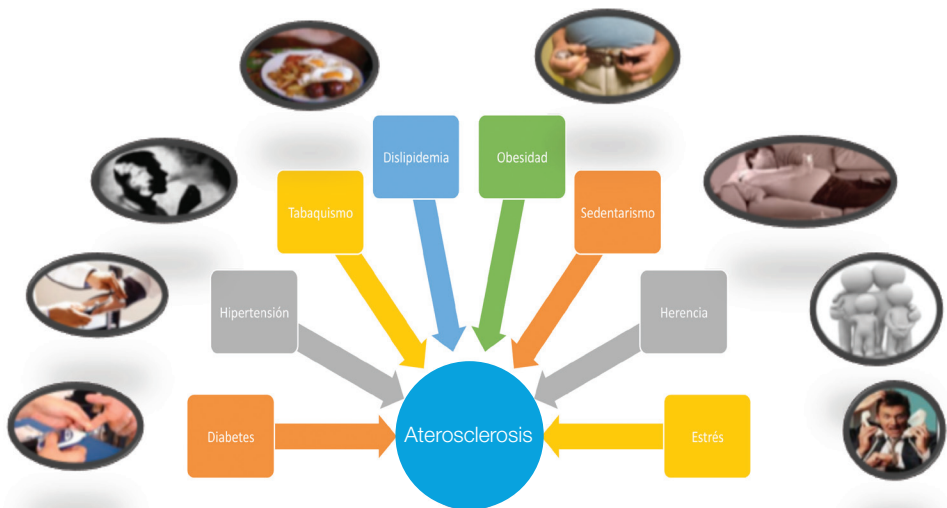 Dislipidemia
Obesidad
Tabaquismo
Sedentarismo
Hipertensión
Herencia
Diabetes
Aterosclerosis
Estrés